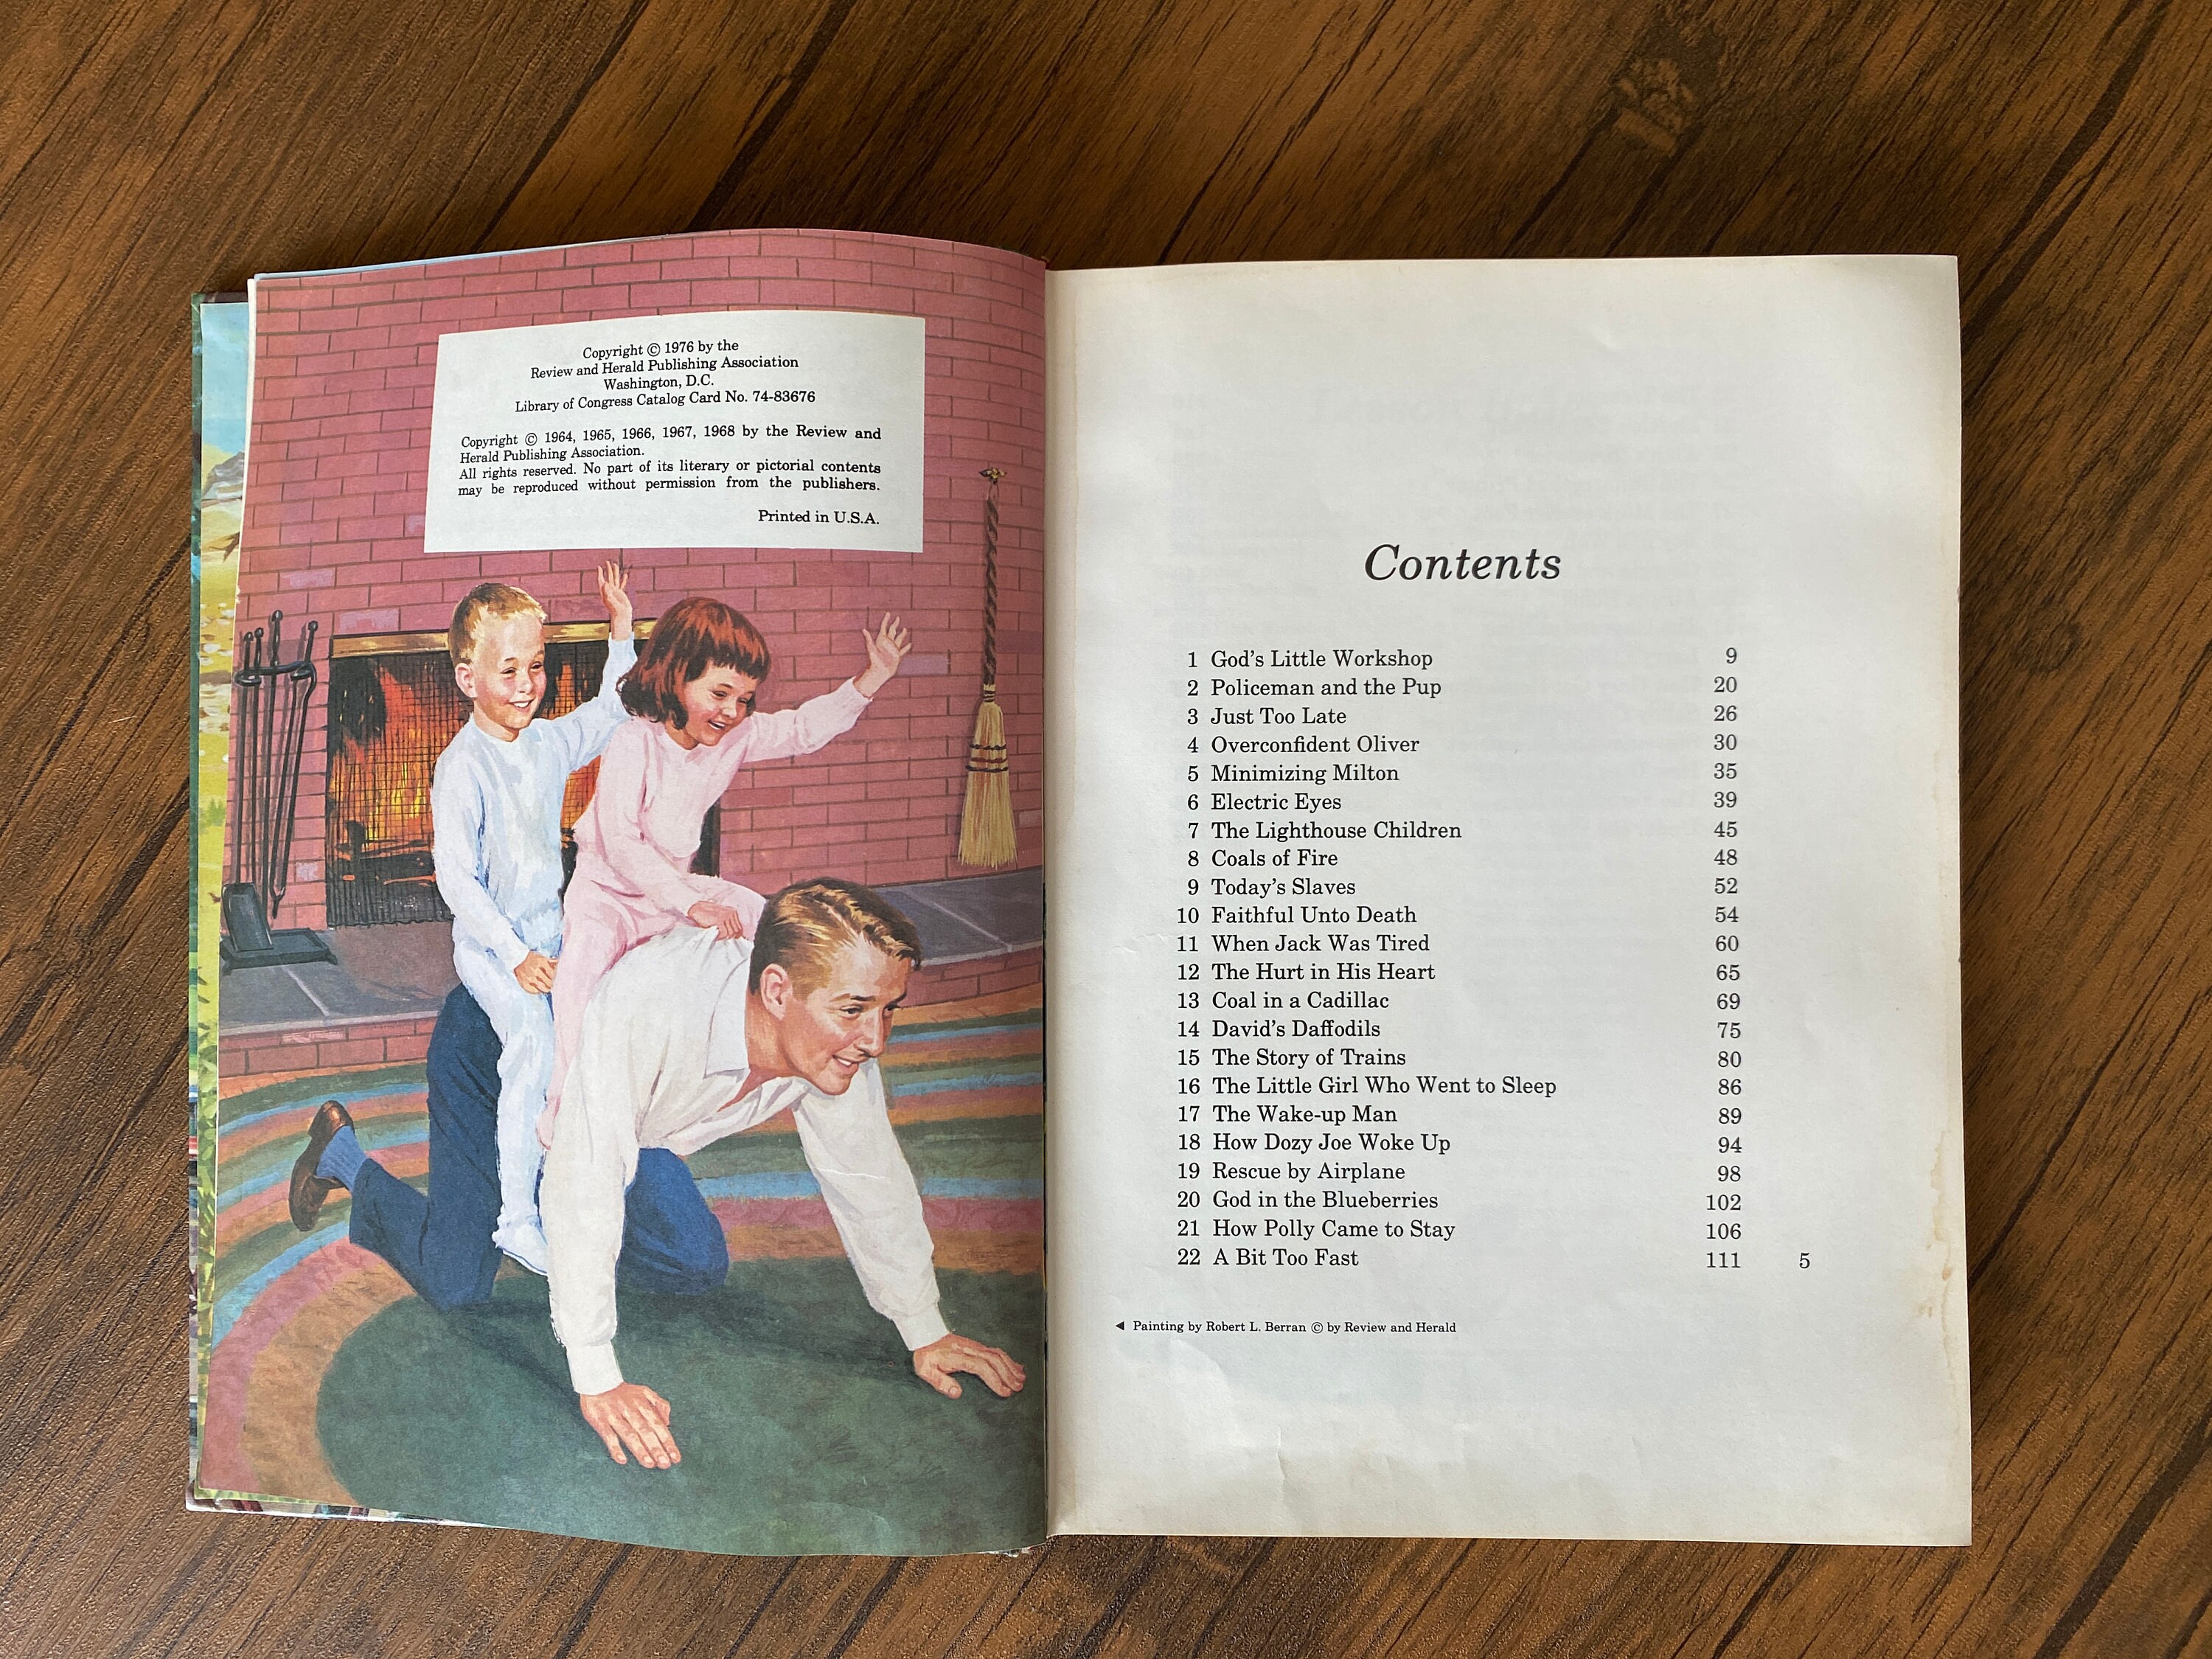 Copyright © 1976 by the
Review and Herald Publishing Association
Washington, D.C.
Library of Congress Catalog Card No. 74-83676
Copyright © 1964, 1965, 1966, 1967, 1968 by the Review and
Herald Publishing Association.
All rights reserved. No part of its literary or pictorial contents
may be reproduced without permission from the publishers.
Printed in U.S.A.
Contents
1 God's Little Workshop 9
2 Policeman and the Pup 20
3 Just Too Late 26
4 Overconfident Oliver 30
5 Minimizing Milton 35
6 Electric Eyes 39
7 The Lighthouse Children 45
8 Coals of Fire 48
9 Today's Slaves 52
10 Faithful Unto Death 54
11 When Jack Was Tired 60
12 The Hurt in His Heart 65
13 Coal in a Cadillac 69
14 David's Daffodils 75
15 The Story of Trains 80
16 The Little Girl Who Went to Sleep 86
17 The Wake-up Man 89
18 How Dozy Joe Woke Up 94
19 Rescue by Airplane 98
20 God in the Blueberries 102
21 How Polly Came to Stay 106
22 A Bit Too Fast 111
5
◄ Painting by Robert L. Berran © by Review and Herald